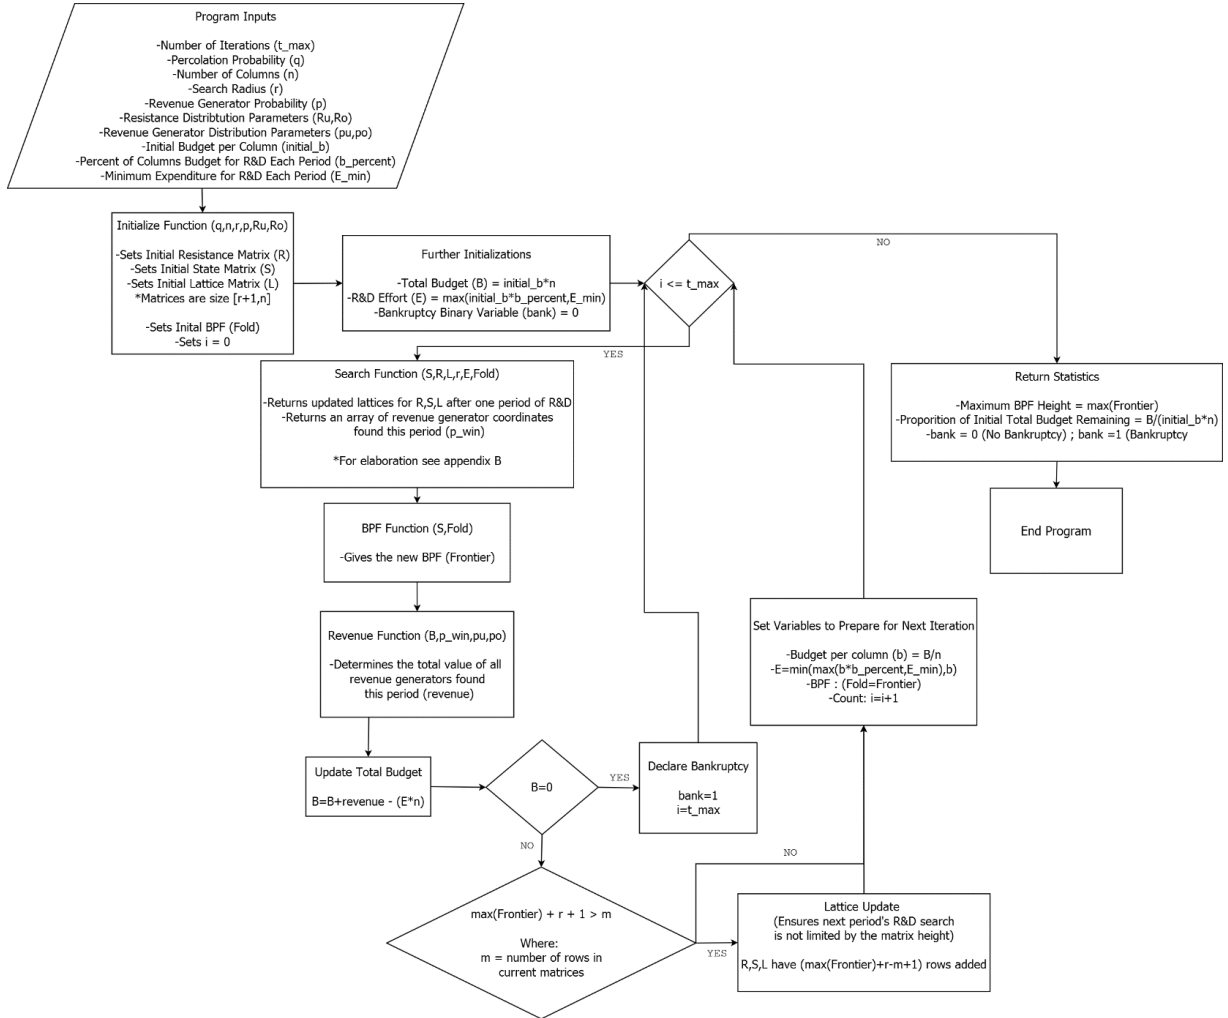 Program Inputs
-Number of Iterations (t_max)
-Percolation Probability (q)
-Number of Columns (n)
-Search Radius (r)
-Revenue Generator Probability (p)
-Resistance Distribtution Parameters (Ru,Ro)
-Revenue Generator Distribution Parameters (pu,po)
-Initial Budget per Column (initial_b)
-Percent of Columns Budget for R&D Each Period (b_percent)
-Minimum Expenditure for R&D Each Period (E_min)
Initialize Function (q,n,r,p,Ru,Ro)
-Sets Initial Resistance Matrix (R)
-Sets Initial State Matrix (S)
-Sets Initial Lattice Matrix (L)
*Matrices are size [r+1,n]
-Sets Inital BPF (Fold)
-Sets i = 0
Further Initializations
-Total Budget (B) = initial_b*n
-R&D Effort (E) = max(initial_b*b_percent,E_min)
-Bankruptcy Binary Variable (bank) = 0
i <= t_max
NO
YES
Search Function (S,R,L,r,E,Fold)
-Returns updated lattices for R,S,L after one period of R&D
-Returns an array of revenue generator coordinates
found this period (p_win)
*For elaboration see appendix B
Return Statistics
-Maximum BPF Height = max(Frontier)
-Proportion of Initial Total Budget Remaining = B/(initial_b*n)
-bank = 0 (No Bankruptcy) ; bank =1 (Bankruptcy
End Program
BPF Function (S,Fold)
-Gives the new BPF (Frontier)
Revenue Function (B,p_win,pu,po)
-Determines the total value of all
revenue generators found
this period (revenue)
Set Variables to Prepare for Next Iteration
-Budget per column (b) = B/n
-E=min(max(b*b_percent,E_min),b)
-BPF : (Fold=Frontier)
-Count: i=i+1
Update Total Budget
B=B+revenue - (E*n)
B=0
YES
Declare Bankruptcy
bank=1
i=t_max
NO
max(Frontier) + r + 1 > m
Where:
m = number of rows in
current matrices
NO
YES
Lattice Update
(Ensures next period's R&D search
is not limited by the matrix height)
R,S,L have (max(Frontier)+r-m+1) rows added